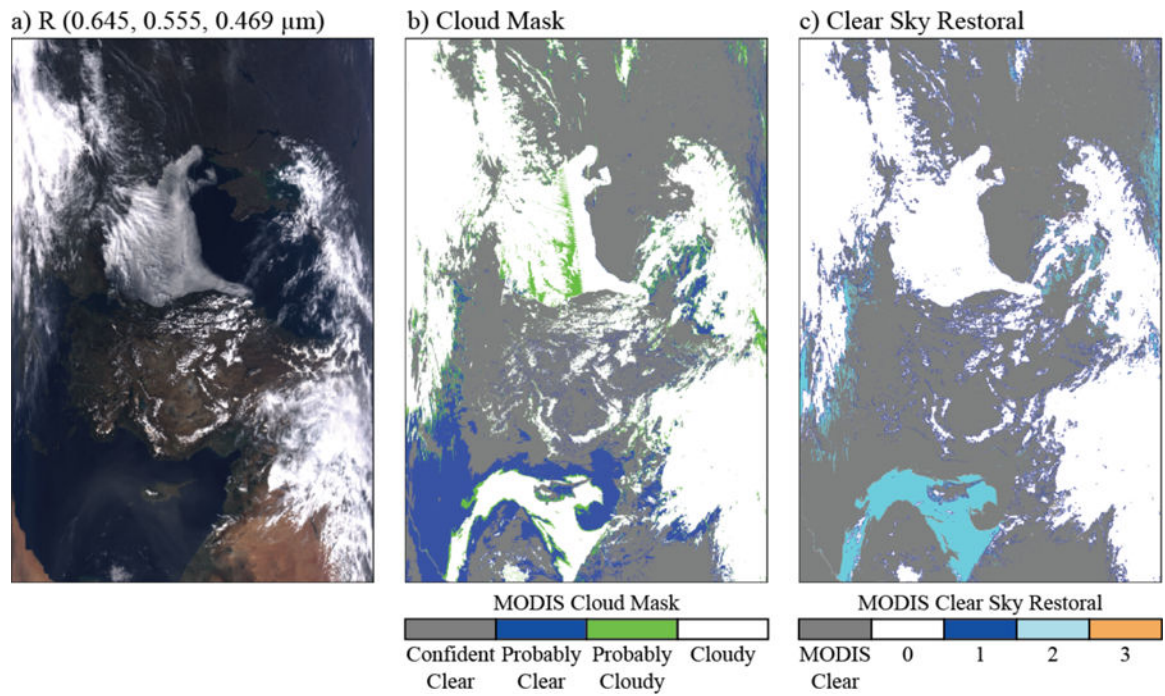 a) R (0.645, 0.555, 0.469 µm)
b) Cloud Mask
c) Clear Sky Restoral
MODIS Cloud Mask
Confident Clear
Probably Clear
Probably Cloudy
Cloudy
MODIS Clear Sky Restoral
MODIS Clear
0
1
2
3